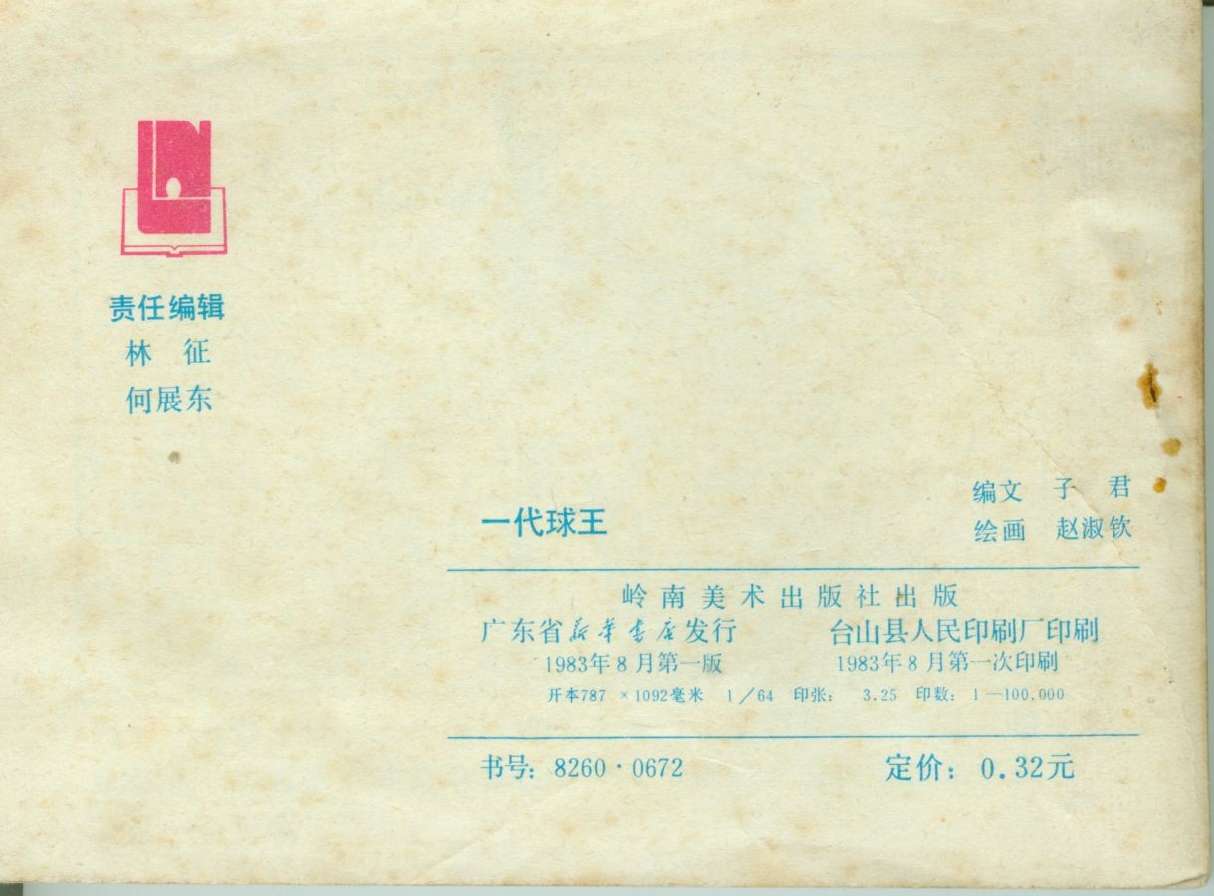 责任编辑
林 征
何展东
编文 子 君
一代球王
绘画 赵淑钦
岭南美术出版社出版
广东省新华书店发行 台山县人民印刷厂印刷
1983年8月第一版 1983年8月第一次印刷
开本787×1092毫米 1/64 印张: 3.25 印数: 1—100,000
书号: 8260·0672 定价: 0.32元